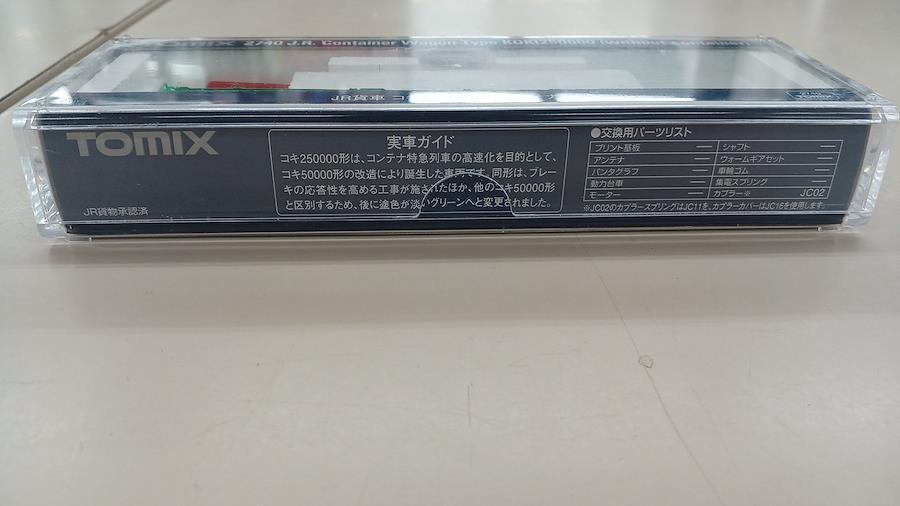 2740 J.R. Container Wagon Type KOKI250000 (without Container)
JR貨車 コ
TOMIX
JR貨物承認済
実車ガイド
コキ250000形は、コンテナ特急列車の高速化を目的として、
コキ50000形の改造により誕生した車両です。同形は、ブレー
キの応答性を高める工事が施されたほか、他のコキ50000形
と区別するため、後に塗色が淡いグリーンへと変更されました。
●交換用パーツリスト
プリント基板 — シャフト —
アンテナ — ウォームギアセット —
パンタグラフ — 車輪ゴム —
動力台車 — 集電スプリング —
モーター — カプラー※ JC02
※JC02のカプラースプリングはJC11を、カプラーカバーはJC16を使用します。